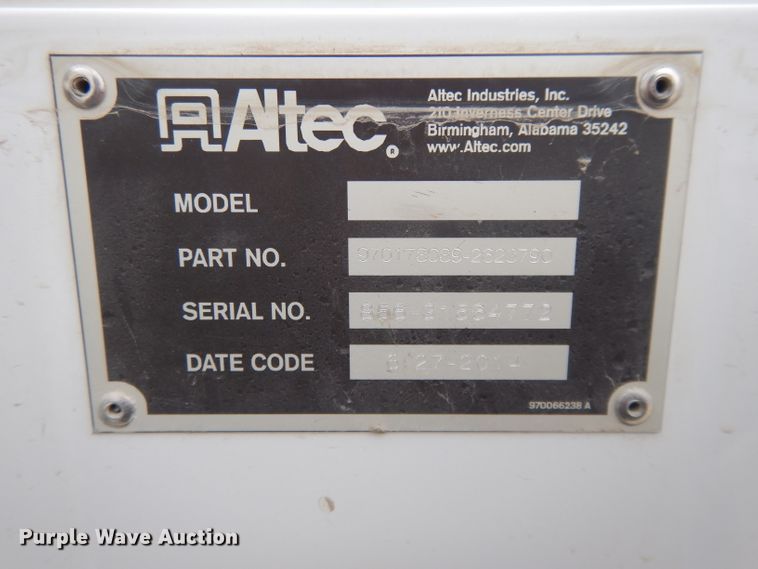 Altec®
Altec Industries, Inc.
210 Inverness Center Drive
Birmingham, Alabama 35242
www.Altec.com
MODEL
PART NO.
SERIAL NO.
DATE CODE
970066238 A
Purple Wave Auction